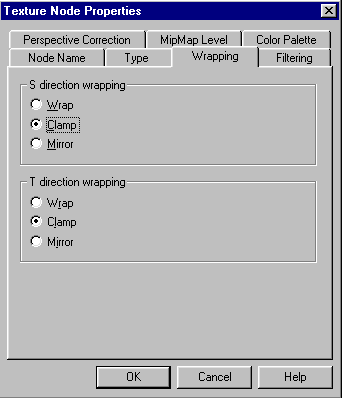 Texture Node Properties
Perspective Correction MipMap Level Color Palette
Node Name Type Wrapping Filtering
S direction wrapping
Wrap
Clamp
Mirror
T direction wrapping
Wrap
Clamp
Mirror
OK Cancel Help